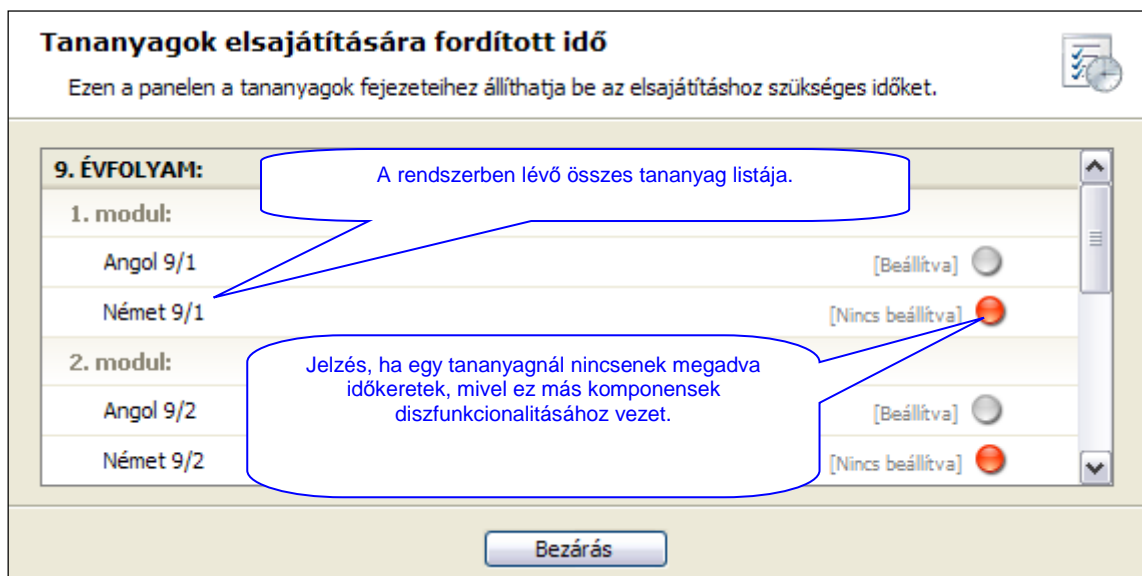 Tananyagok elsajátítására fordított idő
Ezen a panelen a tananyagok fejezeteihez állíthatja be az elsajátításhoz szükséges időket.
9. ÉVFOLYAM:
A rendszerben lévő összes tananyag listája.
1. modul:
Angol 9/1
[Beállítva]
Német 9/1
[Nincs beállítva]
2. modul:
Jelzés, ha egy tananyagnál nincsenek megadva
időkeretek, mivel ez más komponensek
diszfunkcionalitásához vezet.
Angol 9/2
[Beállítva]
Német 9/2
[Nincs beállítva]
Bezárás